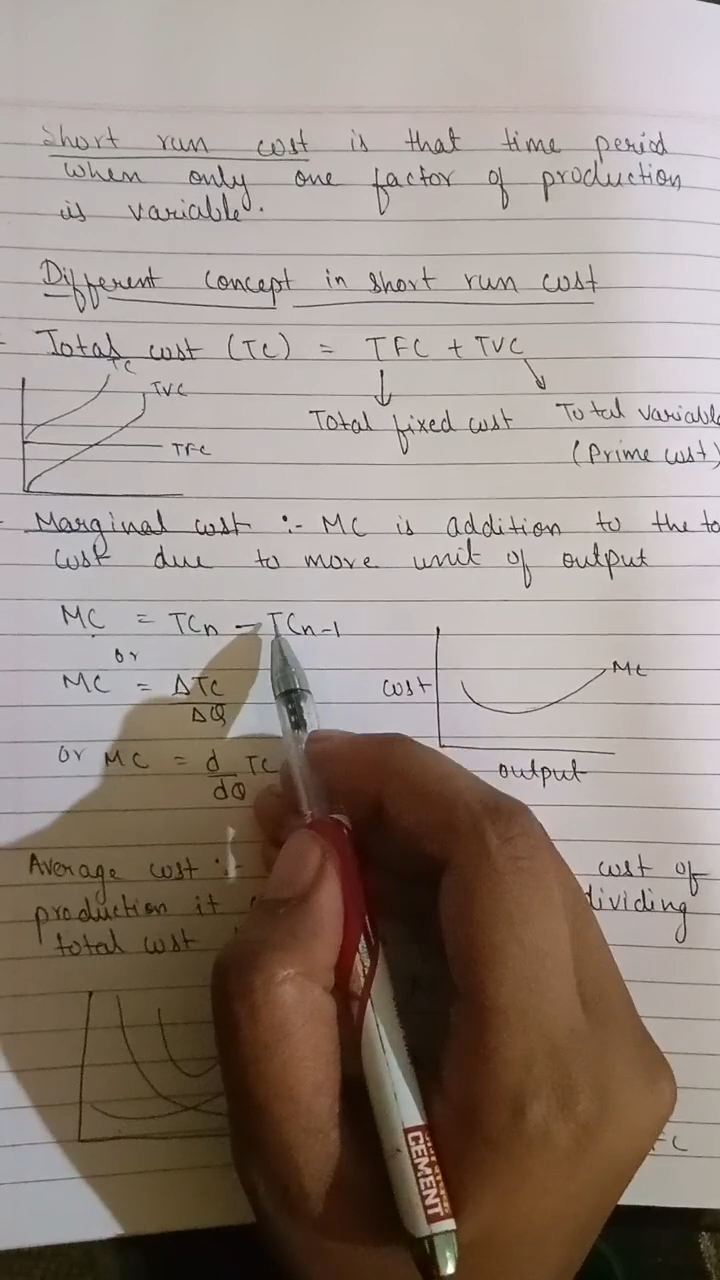 Short run cost is that time period
when only one factor of production
is variable.
Different concept in short run cost
Total cost (TC) = TFC + TVC
TC
TVC
TFC
Total fixed cost
Total variabl
(Prime cost)
Marginal cost :- MC is addition to the to
cost due to more unit of output
MC = TCn - TCn-1
or
MC = ΔTC
ΔQ
MC
cost
output
or MC = d TC
dQ
Average cost :- cost of
production it dividing
total cost
FC
CEMENT